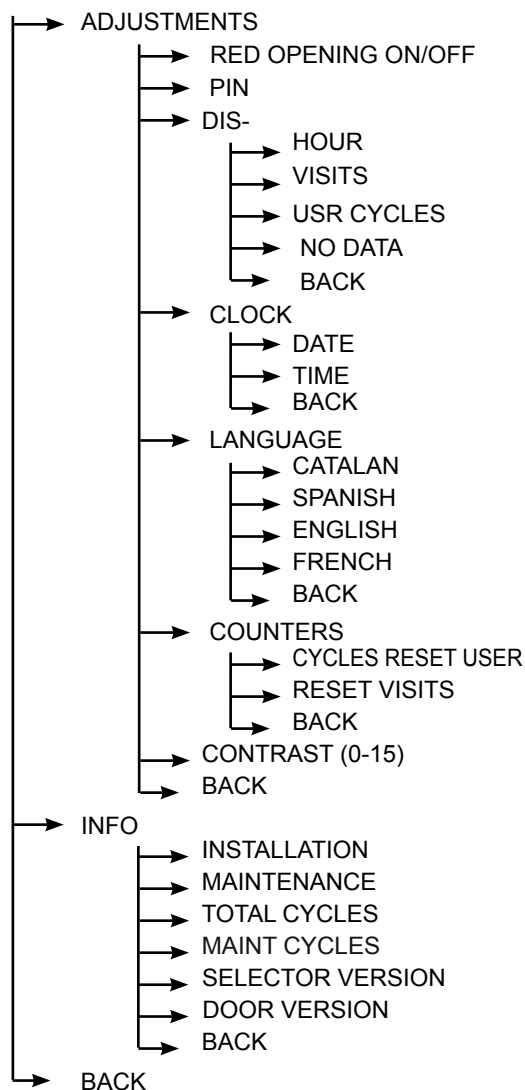 ADJUSTMENTS
RED OPENING ON/OFF
PIN
DIS-
HOUR
VISITS
USR CYCLES
NO DATA
BACK
CLOCK
DATE
TIME
BACK
LANGUAGE
CATALAN
SPANISH
ENGLISH
FRENCH
BACK
COUNTERS
CYCLES RESET USER
RESET VISITS
BACK
CONTRAST (0-15)
BACK
INFO
INSTALLATION
MAINTENANCE
TOTAL CYCLES
MAINT CYCLES
SELECTOR VERSION
DOOR VERSION
BACK
BACK